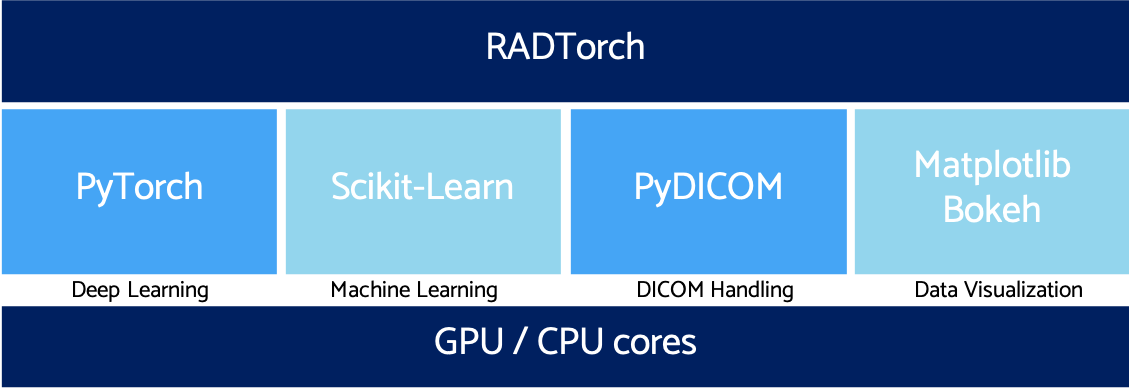 RADTorch
PyTorch
Scikit-Learn
PyDICOM
Matplotlib
Bokeh
Deep Learning
Machine Learning
DICOM Handling
Data Visualization
GPU / CPU cores